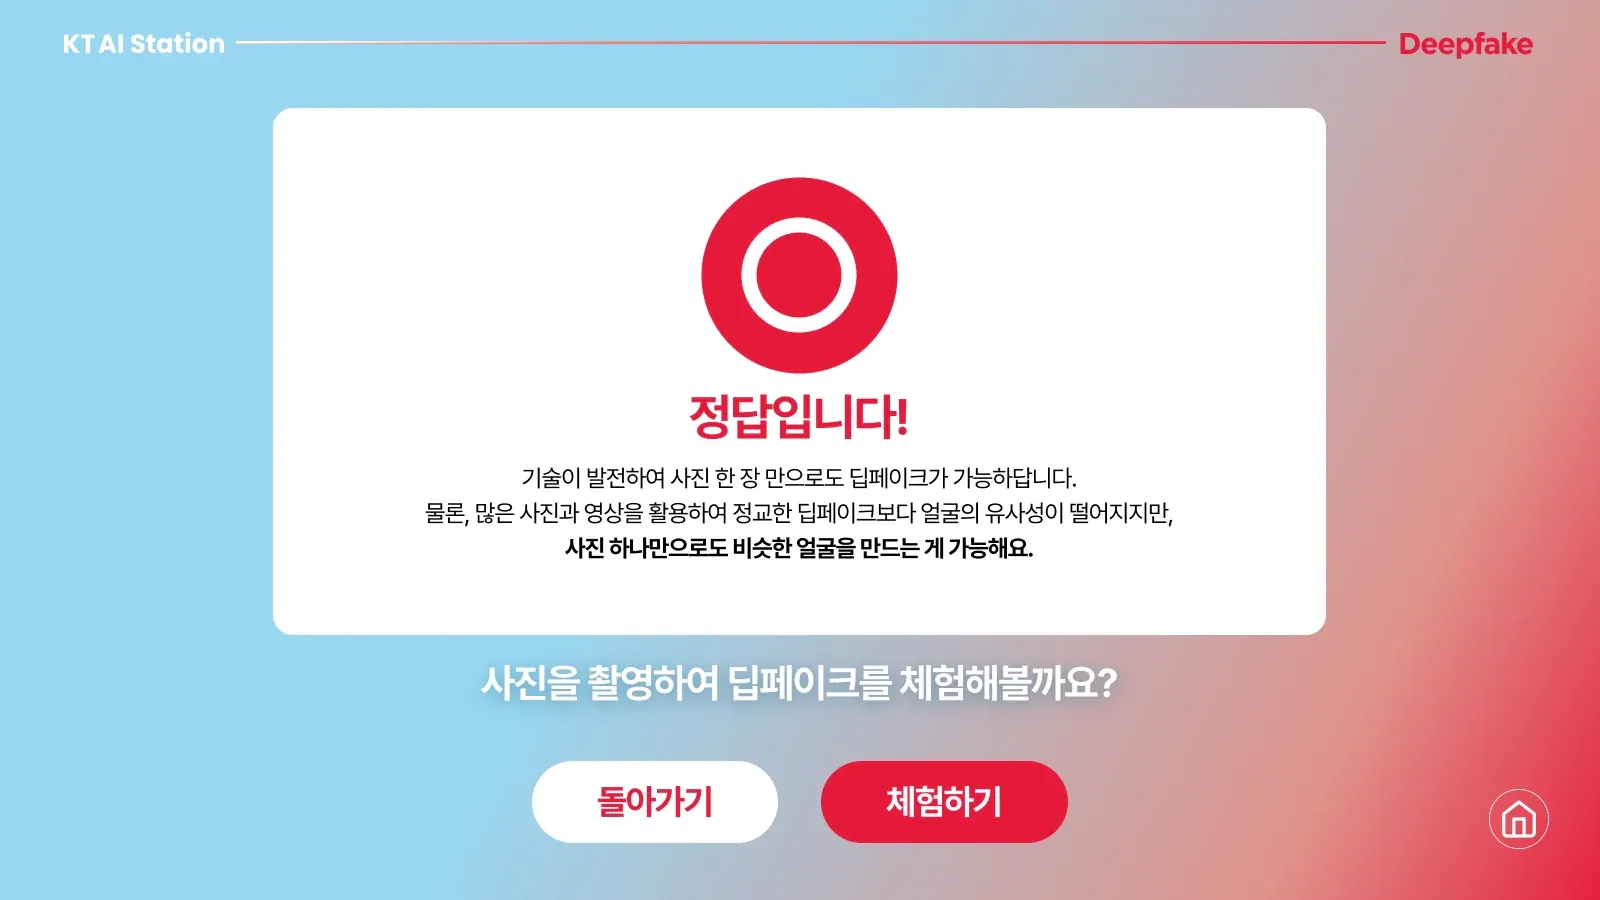 KT AI Station
Deepfake
정답입니다!
기술이 발전하여 사진 한 장 만으로도 딥페이크가 가능하답니다.
물론, 많은 사진과 영상을 활용하여 정교한 딥페이크보다 얼굴의 유사성이 떨어지지만,
사진 하나만으로도 비슷한 얼굴을 만드는 게 가능해요.
사진을 촬영하여 딥페이크를 체험해볼까요?
돌아가기
체험하기